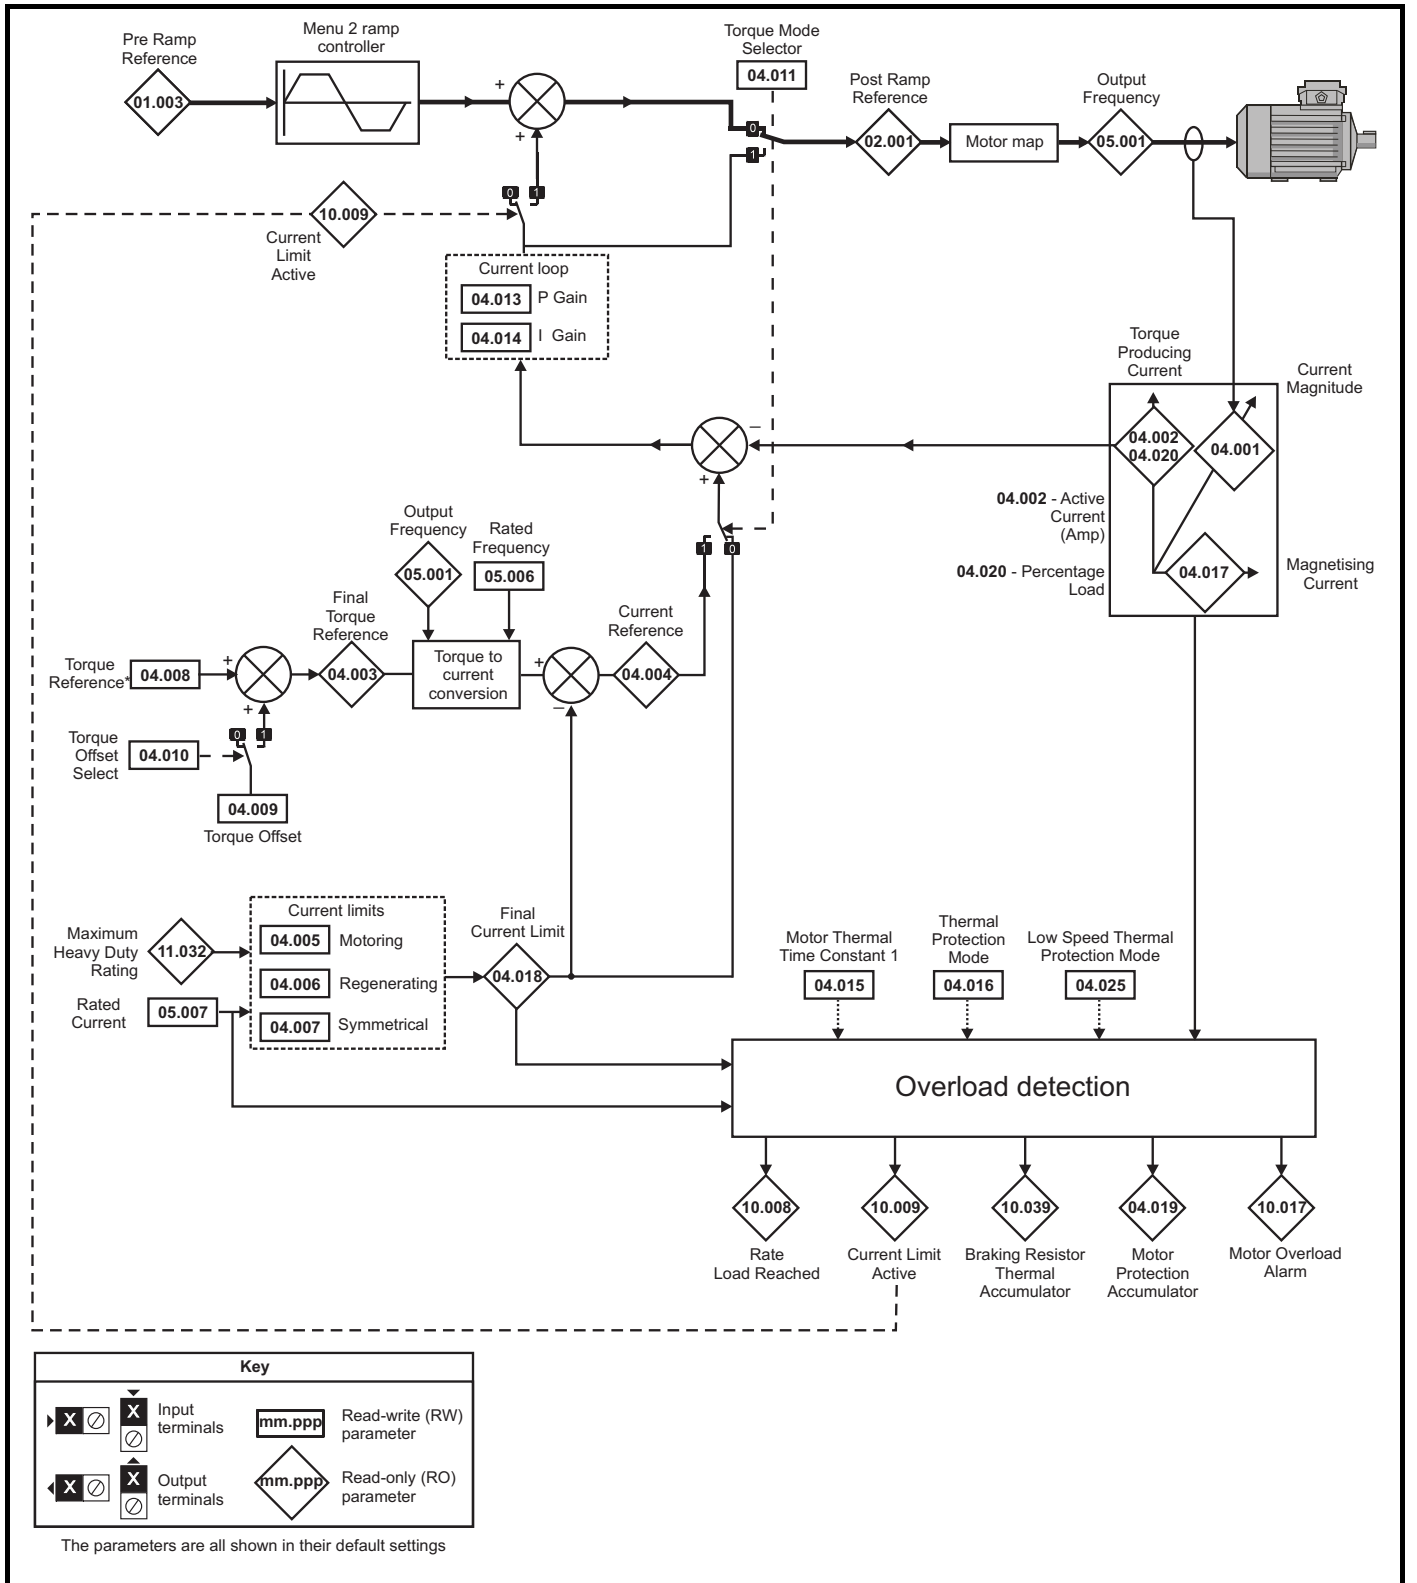 Pre Ramp
Reference
01.003
Menu 2 ramp
controller
+
+
Torque Mode
Selector
04.011
0
1
Post Ramp
Reference
02.001
Motor map
Output
Frequency
05.001
0 1
10.009
Current
Limit
Active
Current loop
04.013 P Gain
04.014 I Gain
Torque
Producing
Current
Current
Magnitude
04.002
04.020
04.001
04.017
Magnetising
Current
04.002 - Active
Current
(Amp)
04.020 - Percentage
Load
–
+
1 0
Output
Frequency
05.001
Rated
Frequency
05.006
Final
Torque
Reference
04.003
Torque to
current
conversion
+
–
Current
Reference
04.004
Torque
Reference*
04.008
+
+
0 1
Torque
Offset
Select
04.010
04.009
Torque Offset
Maximum
Heavy Duty
Rating
11.032
Rated
Current
05.007
Current limits
04.005 Motoring
04.006 Regenerating
04.007 Symmetrical
Final
Current Limit
04.018
Motor Thermal
Time Constant 1
04.015
Thermal
Protection
Mode
04.016
Low Speed Thermal
Protection Mode
04.025
Overload detection
10.008
Rate
Load Reached
10.009
Current Limit
Active
10.039
Braking Resistor
Thermal
Accumulator
04.019
Motor
Protection
Accumulator
10.017
Motor Overload
Alarm
Key
X
X
Input
terminals
mm.ppp
Read-write (RW)
parameter
X
X
Output
terminals
mm.ppp
Read-only (RO)
parameter
The parameters are all shown in their default settings